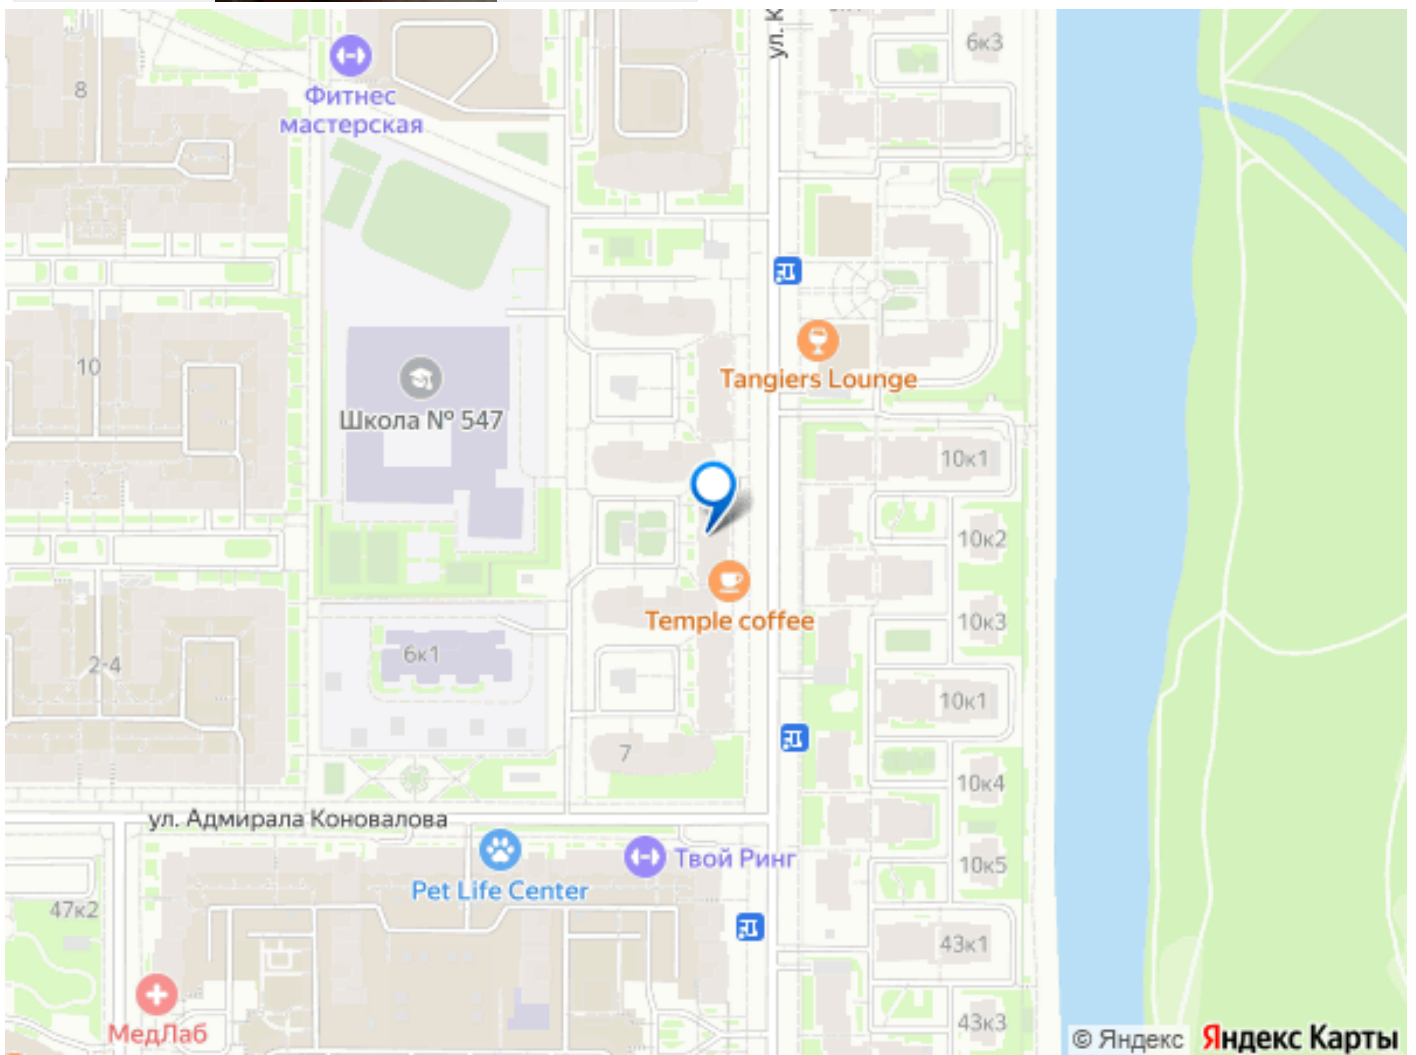 ул. К
6к3
8
Фитнес
мастерская
10
Школа № 547
Tangiers Lounge
10к1
10к2
Temple coffee
10к3
6к1
2-4
10к1
7
10к4
ул. Адмирала Коновалова
Твой Ринг
Pet Life Center
10к5
47к2
43к1
МедЛаб
43к3
© Яндекс Яндекс Карты